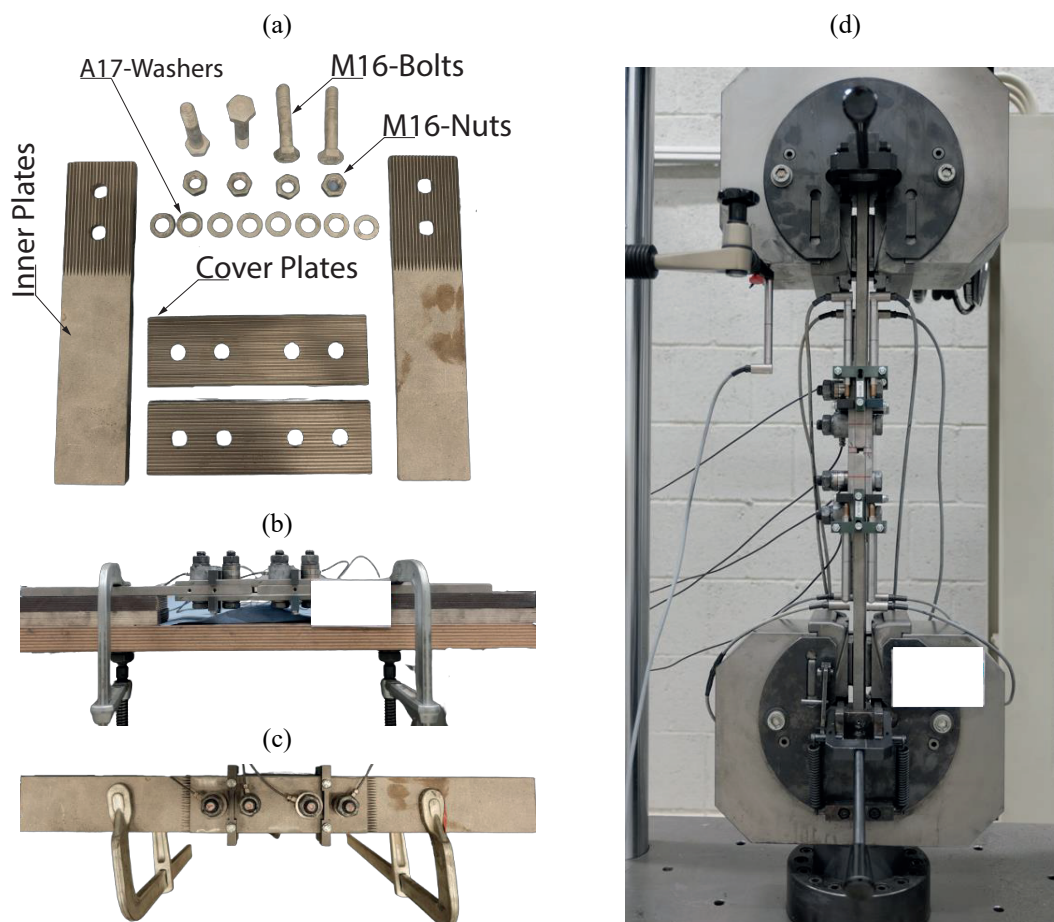 (a)
A17-Washers
M16-Bolts
M16-Nuts
Inner Plates
Cover Plates
(b)
(c)
(d)